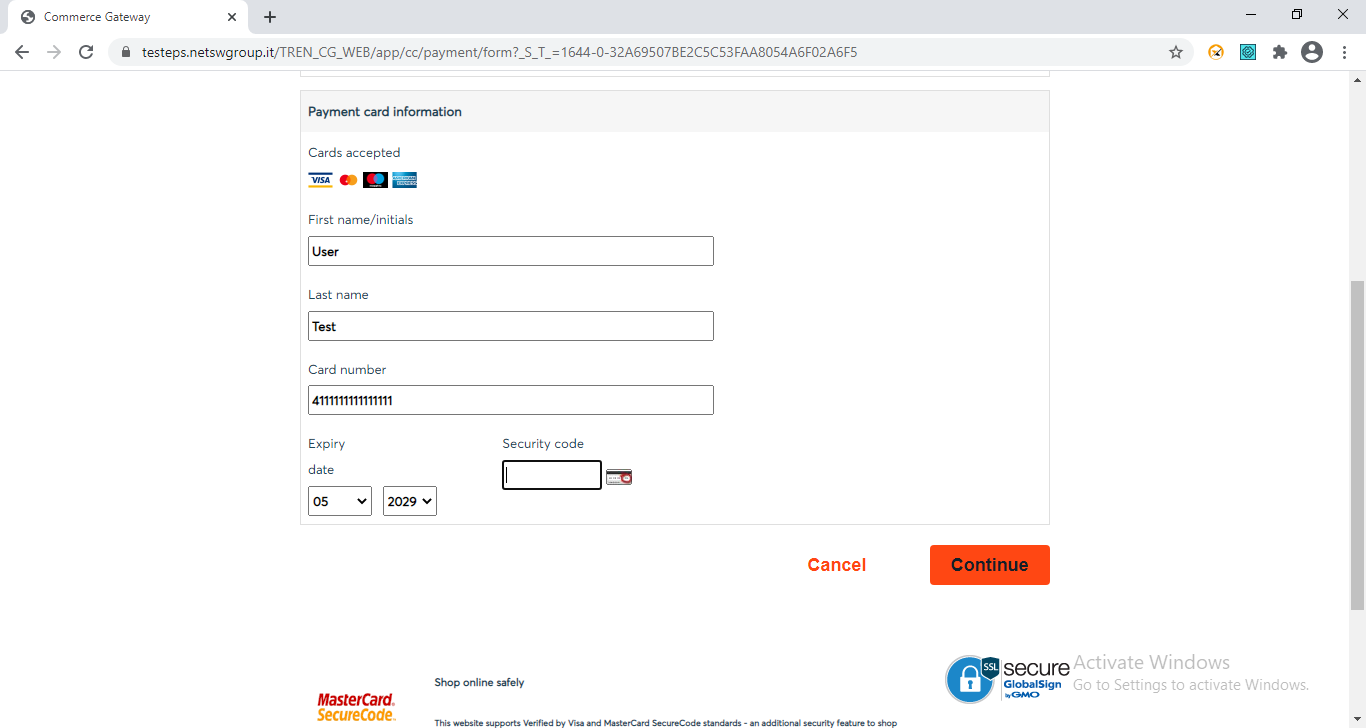 Commerce Gateway
testeps.netswgroup.it/TREN_CG_WEB/app/cc/payment/form?_S_T_=1644-0-32A69507BE2C5C53FAA8054A6F02A6F5
Payment card information
Cards accepted
VISA
First name/initials
User
Last name
Test
Card number
4111111111111111
Expiry
date
Security code
05
2029
Cancel
Continue
SSL
secure
GlobalSign
by GMO
Activate Windows
Go to Settings to activate Windows.
MasterCard.
SecureCode.
Shop online safely
This website supports Verified by Visa and MasterCard SecureCode standards - an additional security feature to shop